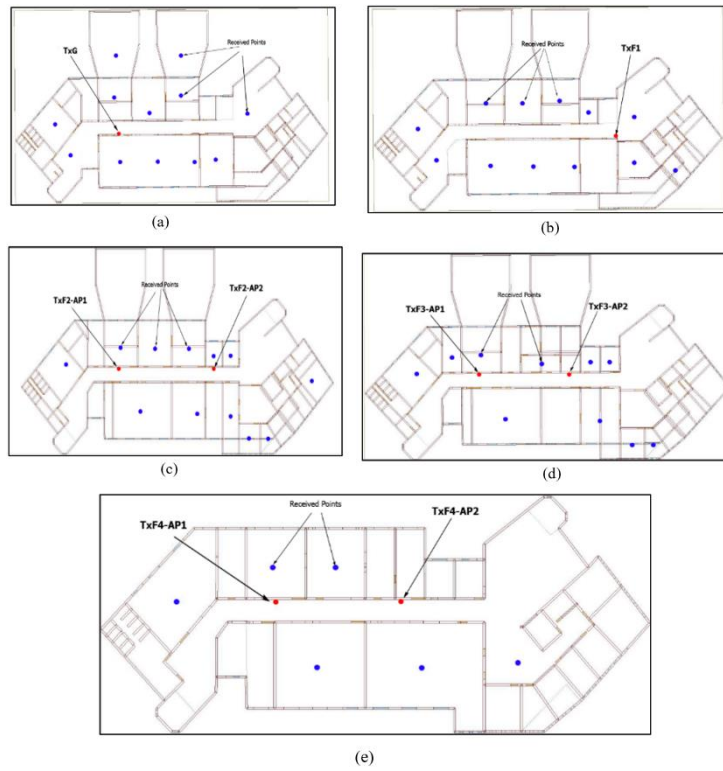 TxG
Received Points
(a)
TxF1
Received Points
(b)
TxF2-AP1
Received Points
TxF2-AP2
(c)
TxF3-AP1
Received Points
TxF3-AP2
(d)
TxF4-AP1
Received Points
TxF4-AP2
(e)